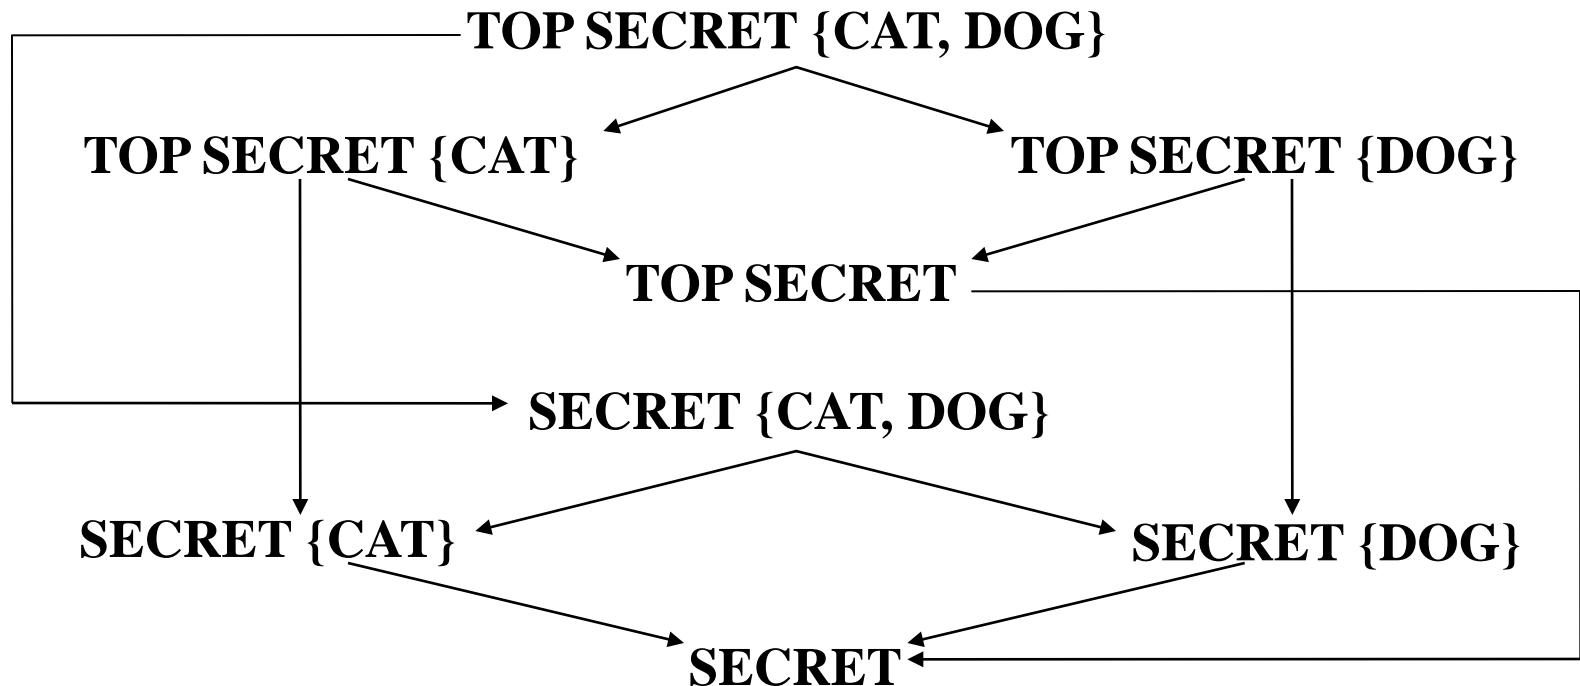 TOP SECRET {CAT, DOG}
TOP SECRET {CAT}
TOP SECRET {DOG}
TOP SECRET
SECRET {CAT, DOG}
SECRET {CAT}
SECRET {DOG}
SECRET